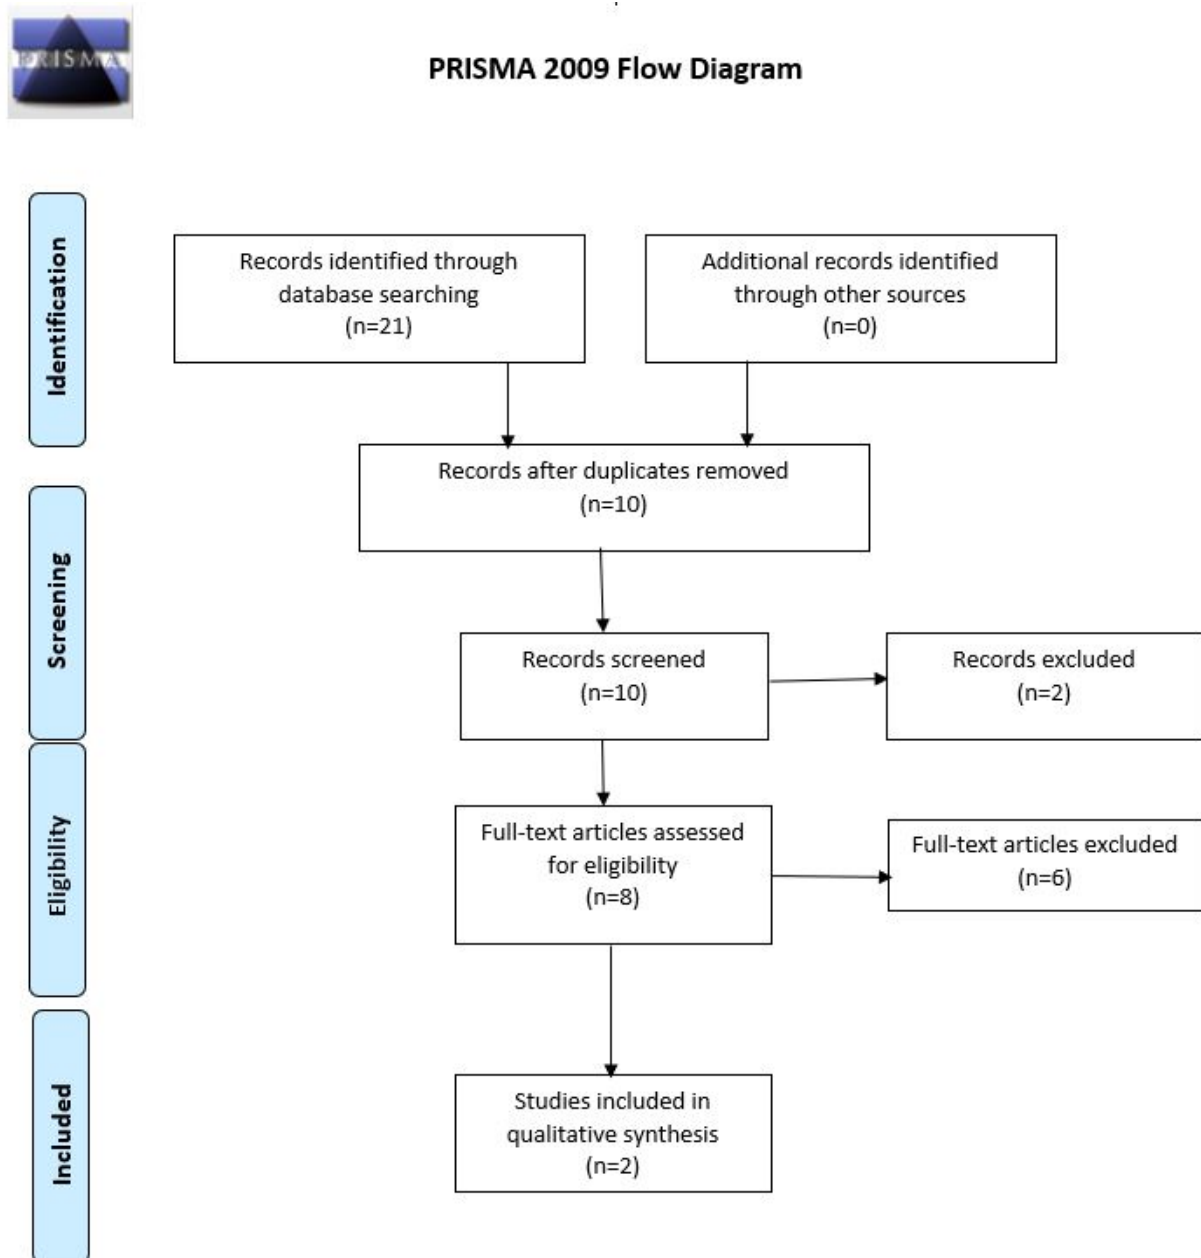 PRISMA
PRISMA 2009 Flow Diagram
Identification
Records identified through
database searching
(n=21)
Additional records identified
through other sources
(n=0)
Records after duplicates removed
(n=10)
Screening
Records screened
(n=10)
Records excluded
(n=2)
Eligibility
Full-text articles assessed
for eligibility
(n=8)
Full-text articles excluded
(n=6)
Included
Studies included in
qualitative synthesis
(n=2)